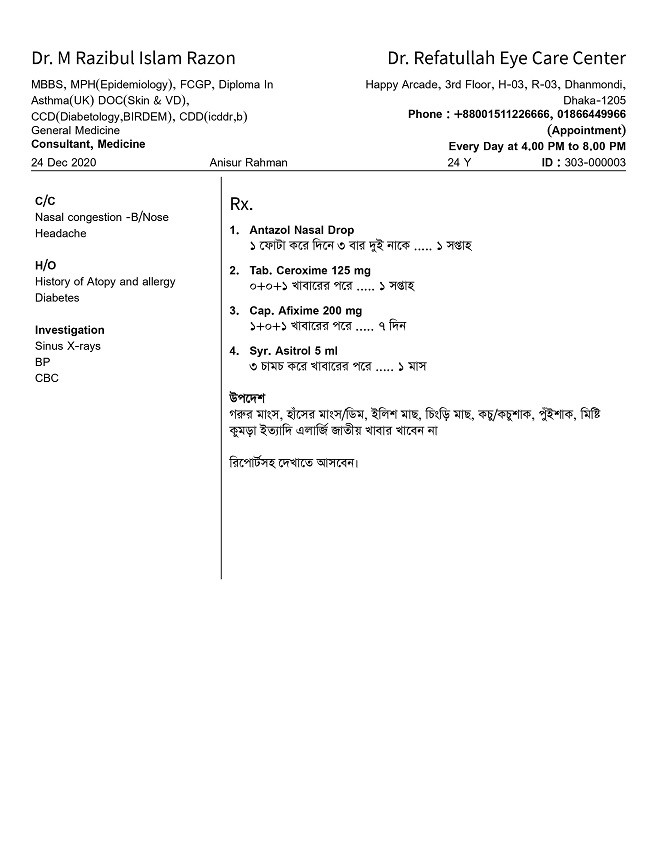 Dr. M Razibul Islam Razon
MBBS, MPH(Epidemiology), FCGP, Diploma In
Asthma(UK) DOC(Skin & VD),
CCD(Diabetology,BIRDEM), CDD(icddr,b)
General Medicine
Consultant, Medicine
Dr. Refatullah Eye Care Center
Happy Arcade, 3rd Floor, H-03, R-03, Dhanmondi,
Dhaka-1205
Phone : +88001511226666, 01866449966
(Appointment)
Every Day at 4.00 PM to 8.00 PM
24 Dec 2020 Anisur Rahman 24 Y ID : 303-000003
C/C
Nasal congestion -B/Nose
Headache
H/O
History of Atopy and allergy
Diabetes
Investigation
Sinus X-rays
BP
CBC
Rx.
1. Antazol Nasal Drop
১ ফোটা করে দিনে ৩ বার দুই নাকে ..... ১ সপ্তাহ
2. Tab. Ceroxime 125 mg
০+০+১ খাবারের পরে ..... ১ সপ্তাহ
3. Cap. Afixime 200 mg
১+০+১ খাবারের পরে ..... ৭ দিন
4. Syr. Asitrol 5 ml
৩ চামচ করে খাবারের পরে ..... ১ মাস
উপদেশ
গরুর মাংস, হাঁসের মাংস/ডিম, ইলিশ মাছ, চিংড়ি মাছ, কচু/কচুশাক, পুঁইশাক, মিষ্টি
কুমড়া ইত্যাদি এলার্জি জাতীয় খাবার খাবেন না
রিপোর্টসহ দেখাতে আসবেন।